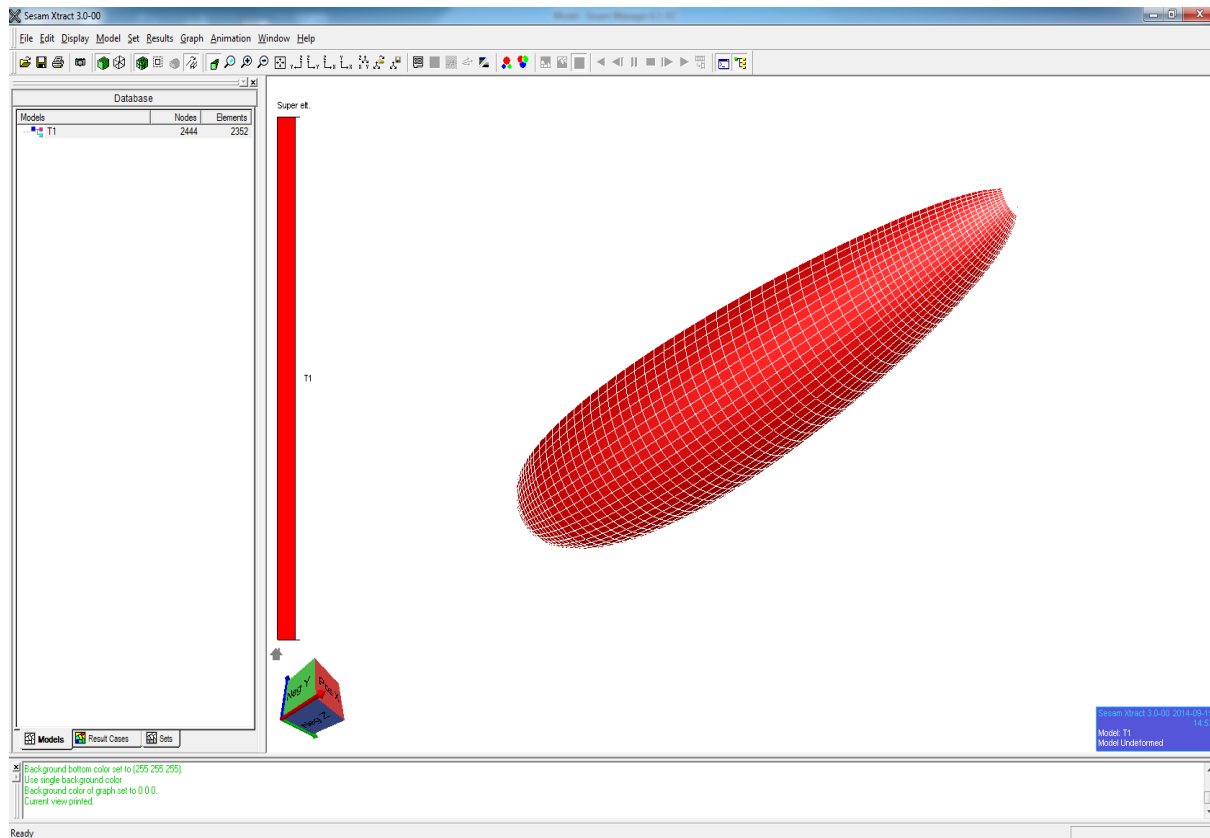 Sesam Xtract 3.0-00
File Edit Display Model Set Results Graph Animation Window Help
Database
Models Nodes Elements
T1 2444 2352
Models Result Cases Sets
Super elt.
T1
Neg Y
Neg Z
Sesam Xtract 3.0-00 2014-09-1
Model: T1
Model Undeformed
Background bottom color set to (255 255 255).
Use single background color
Background color of graph set to 0 0 0.
Current view printed.
Ready